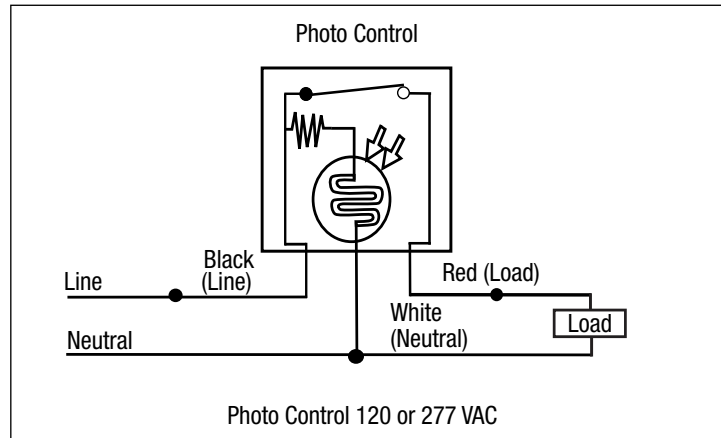 Photo Control
Black
(Line)
Line
Red (Load)
White
(Neutral)
Load
Neutral
Photo Control 120 or 277 VAC